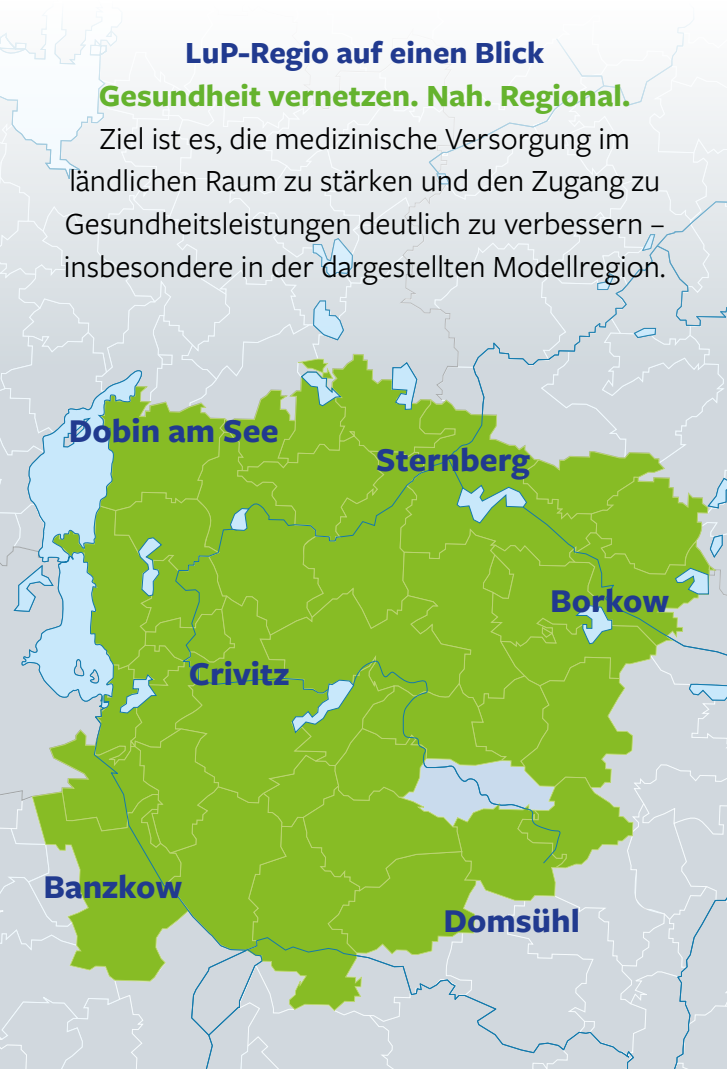 LuP-Regio auf einen Blick
Gesundheit vernetzen. Nah. Regional.
Ziel ist es, die medizinische Versorgung im
ländlichen Raum zu stärken und den Zugang zu
Gesundheitsleistungen deutlich zu verbessern –
insbesondere in der dargestellten Modellregion.
Dobin am See
Sternberg
Borkow
Crivitz
Banzkow
Domsühl